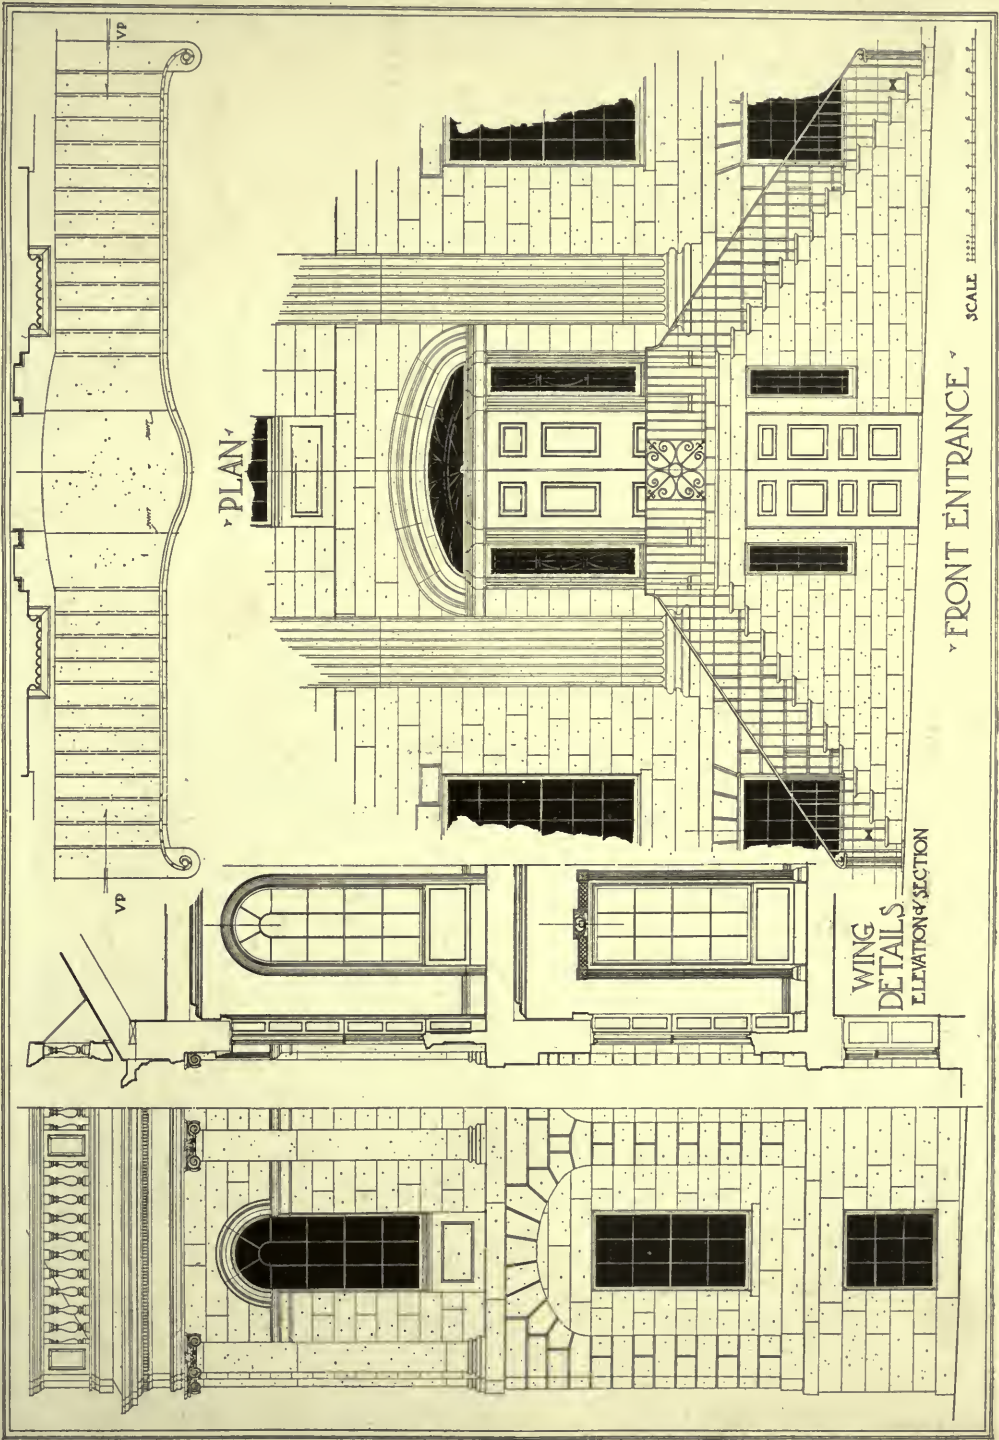 VP
VP
PLAN
WING
DETAILS
ELEVATION & SECTION
FRONT ENTRANCE
SCALE